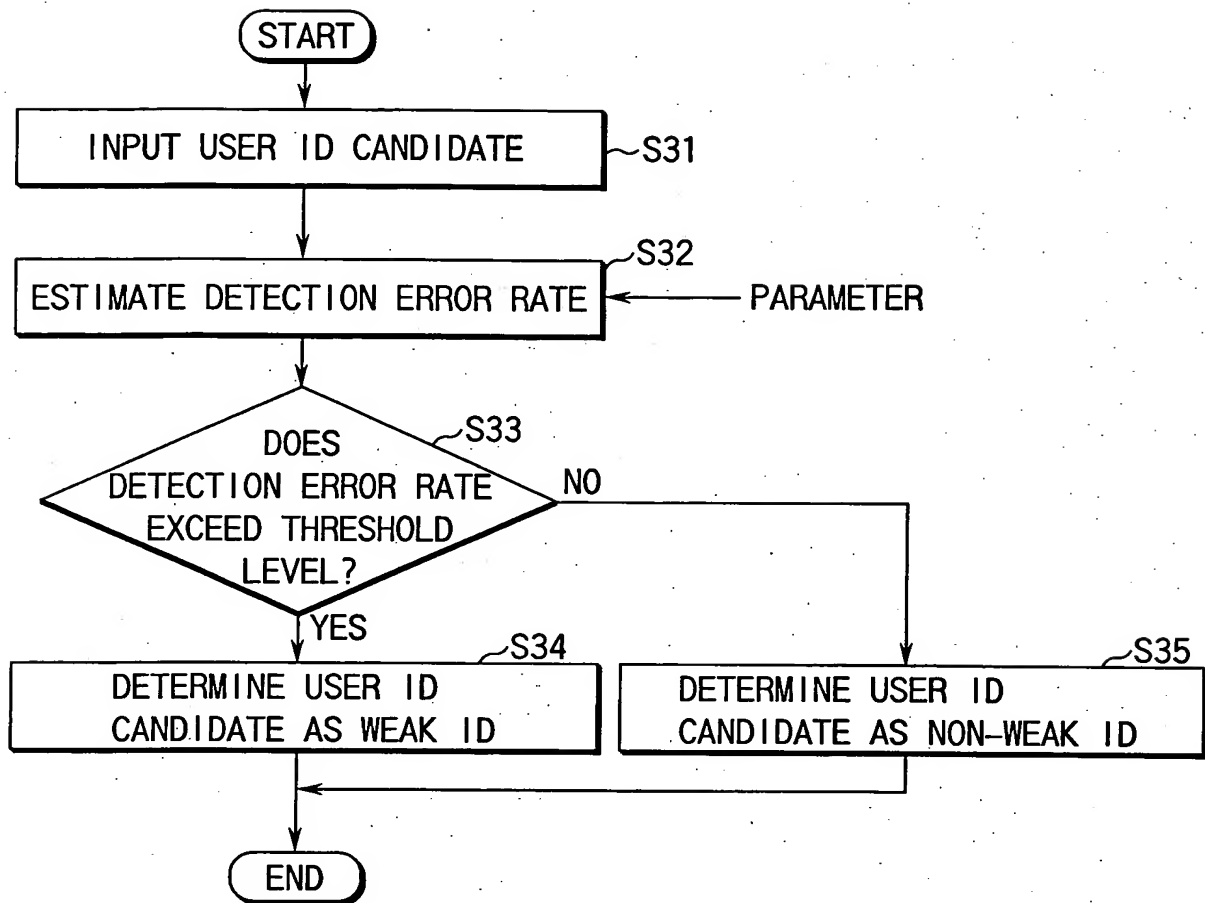 START
INPUT USER ID CANDIDATE
S31
S32
ESTIMATE DETECTION ERROR RATE
PARAMETER
S33
DOES
DETECTION ERROR RATE
EXCEED THRESHOLD
LEVEL?
NO
YES
S34
DETERMINE USER ID
CANDIDATE AS WEAK ID
S35
DETERMINE USER ID
CANDIDATE AS NON-WEAK ID
END